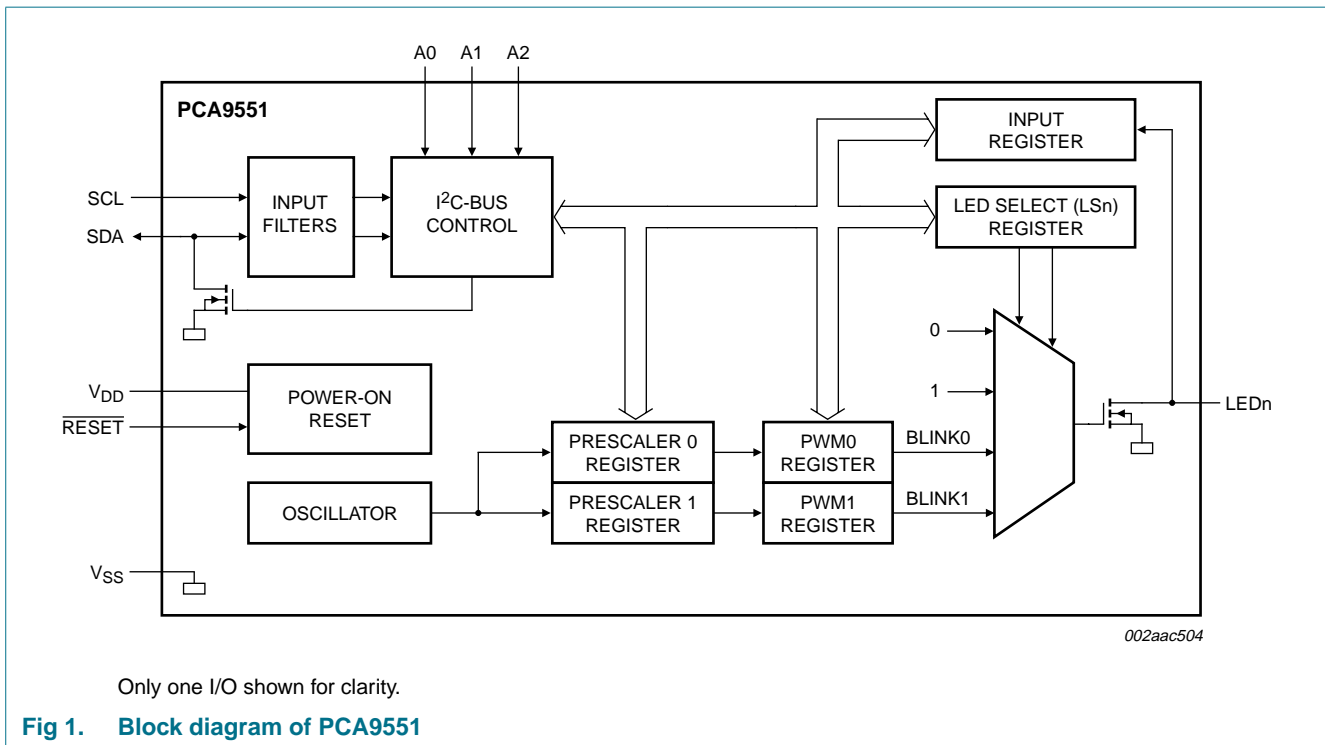 A0 A1 A2
PCA9551
INPUT
REGISTER
SCL
SDA
INPUT
FILTERS
I2C-BUS
CONTROL
LED SELECT (LSn)
REGISTER
0
1
VDD
RESET
POWER-ON
RESET
LEDn
PRESCALER 0
REGISTER
PWM0
REGISTER
BLINK0
OSCILLATOR
PRESCALER 1
REGISTER
PWM1
REGISTER
BLINK1
VSS
002aac504
Only one I/O shown for clarity.
Fig 1. Block diagram of PCA9551